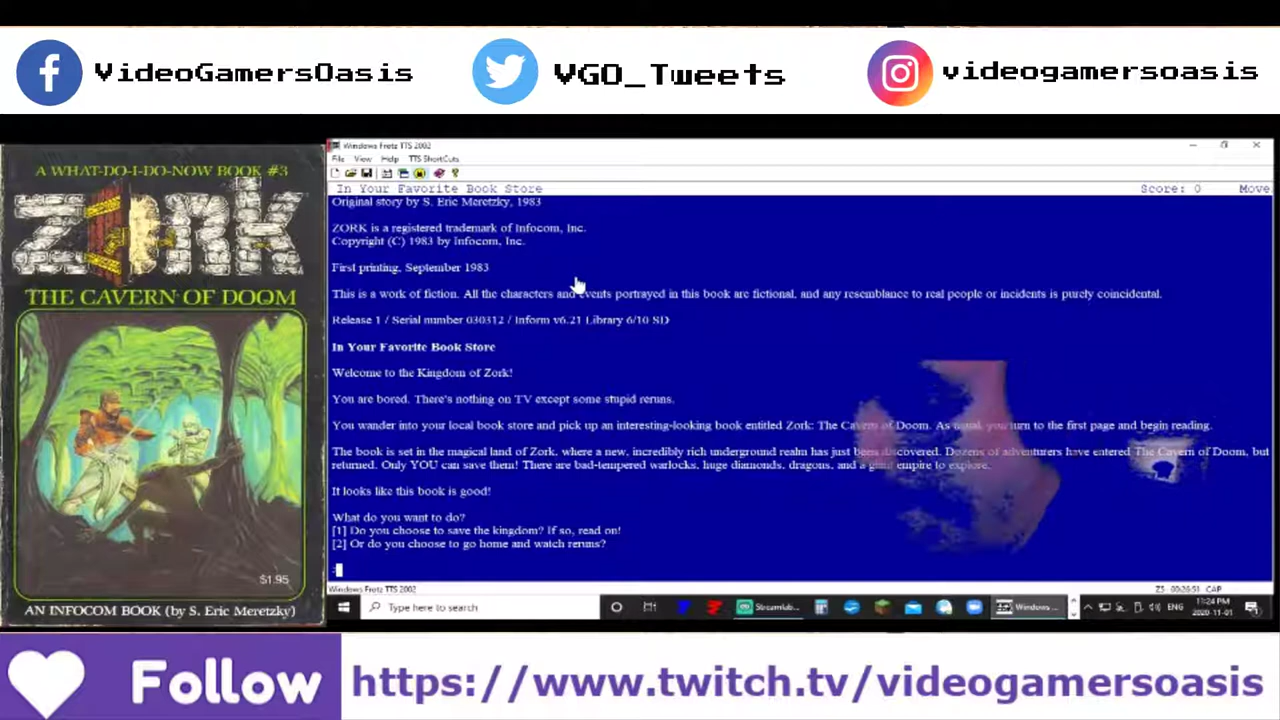 VideoGamersOasis
VGO_Tweets
videogamersoasis
A WHAT-DO-I-DO-NOW BOOK #3
ZORK
THE CAVERN OF DOOM
$1.95
AN INFOCOM BOOK (by S. Eric Meretzky)
Windows Frotz TTS 2002
File View Help TTS ShortCuts
In Your Favorite Book Store Score: 0 Move
Original story by S. Eric Meretzky, 1983
ZORK is a registered trademark of Infocom, Inc.
Copyright (C) 1983 by Infocom, Inc.
First printing, September 1983
This is a work of fiction. All the characters and events portrayed in this book are fictional, and any resemblance to real people or incidents is purely coincidental.
Release 1 / Serial number 030312 / Inform v6.21 Library 6/10 SD
In Your Favorite Book Store
Welcome to the Kingdom of Zork!
You are bored. There's nothing on TV except some stupid reruns.
You wander into your local book store and pick up an interesting-looking book entitled Zork: The Cavern of Doom. As usual, you turn to the first page and begin reading.
The book is set in the magical land of Zork, where a new, incredibly rich underground realm has just been discovered. Dozens of adventurers have entered The Cavern of Doom, but
returned. Only YOU can save them! There are bad-tempered warlocks, huge diamonds, dragons, and a giant empire to explore.
It looks like this book is good!
What do you want to do?
[1] Do you choose to save the kingdom? If so, read on!
[2] Or do you choose to go home and watch reruns?
Windows Frotz TTS 2002 Z5 00:26:51 CAP
Type here to search
Streamlab...
Windows ...
ENG
11:24 PM
2020-11-01
Follow
https://www.twitch.tv/videogamersoasis